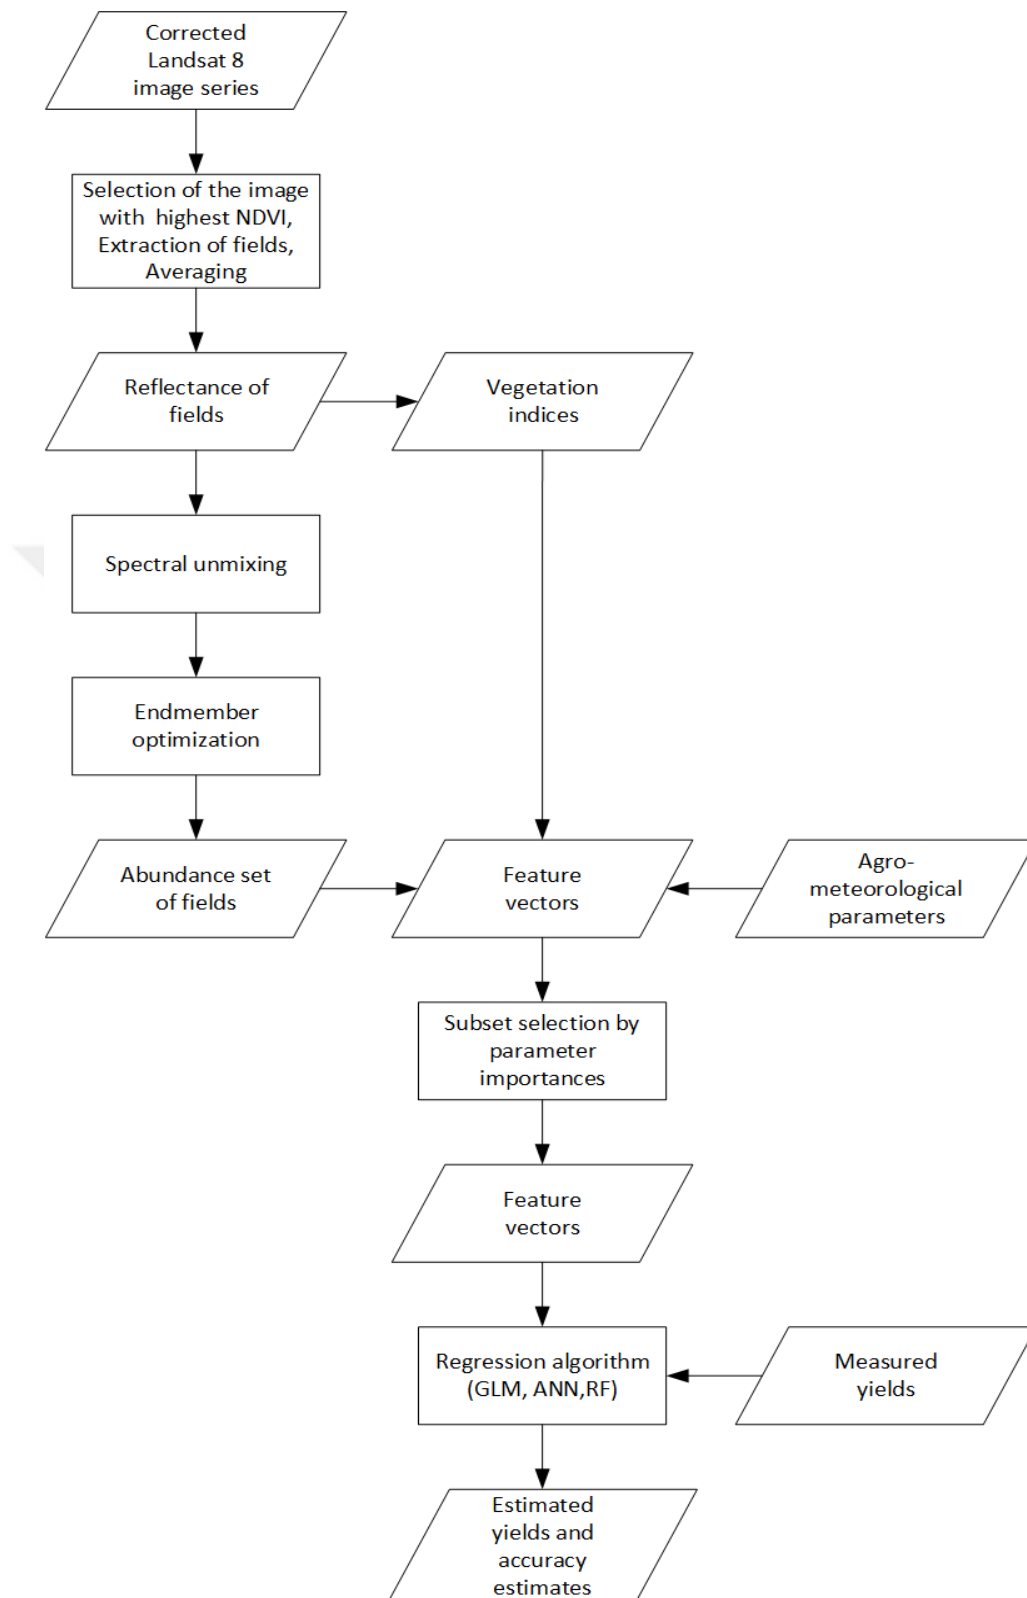 Corrected
Landsat 8
image series
Selection of the image
with highest NDVI,
Extraction of fields,
Averaging
Reflectance of
fields
Vegetation
indices
Spectral unmixing
Endmember
optimization
Abundance set
of fields
Feature
vectors
Agro-
meteorological
parameters
Subset selection by
parameter
importances
Feature
vectors
Regression algorithm
(GLM, ANN,RF)
Measured
yields
Estimated
yields and
accuracy
estimates